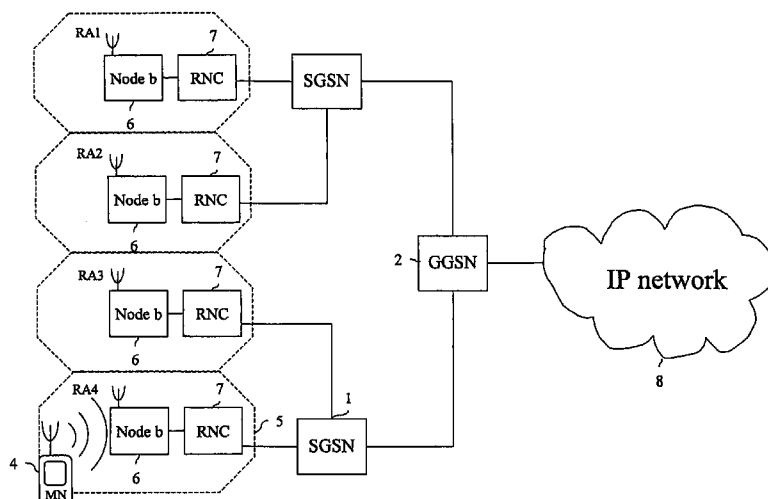 RA1
7
Node b
RNC
SGSN
6
RA2
7
Node b
RNC
6
2
GGSN
IP network
8
RA3
7
Node b
RNC
6
RA4
7
5
1
Node b
RNC
SGSN
4
6
MN